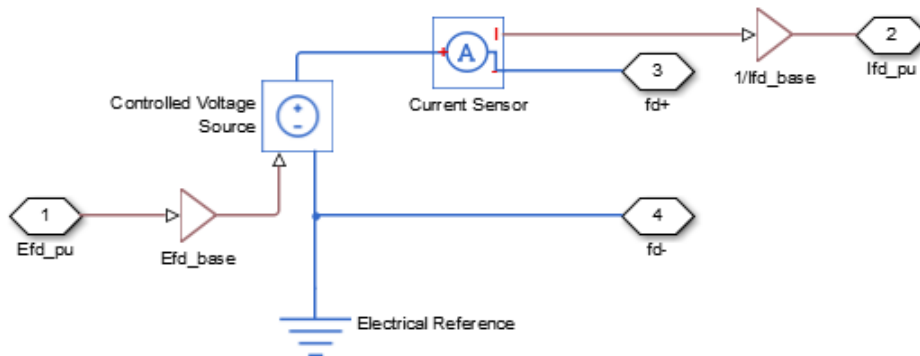 I
2
A
3
1/Ifd_base
Ifd_pu
Controlled Voltage
Source
Current Sensor
fd+
1
4
Efd_pu
Efd_base
fd-
Electrical Reference